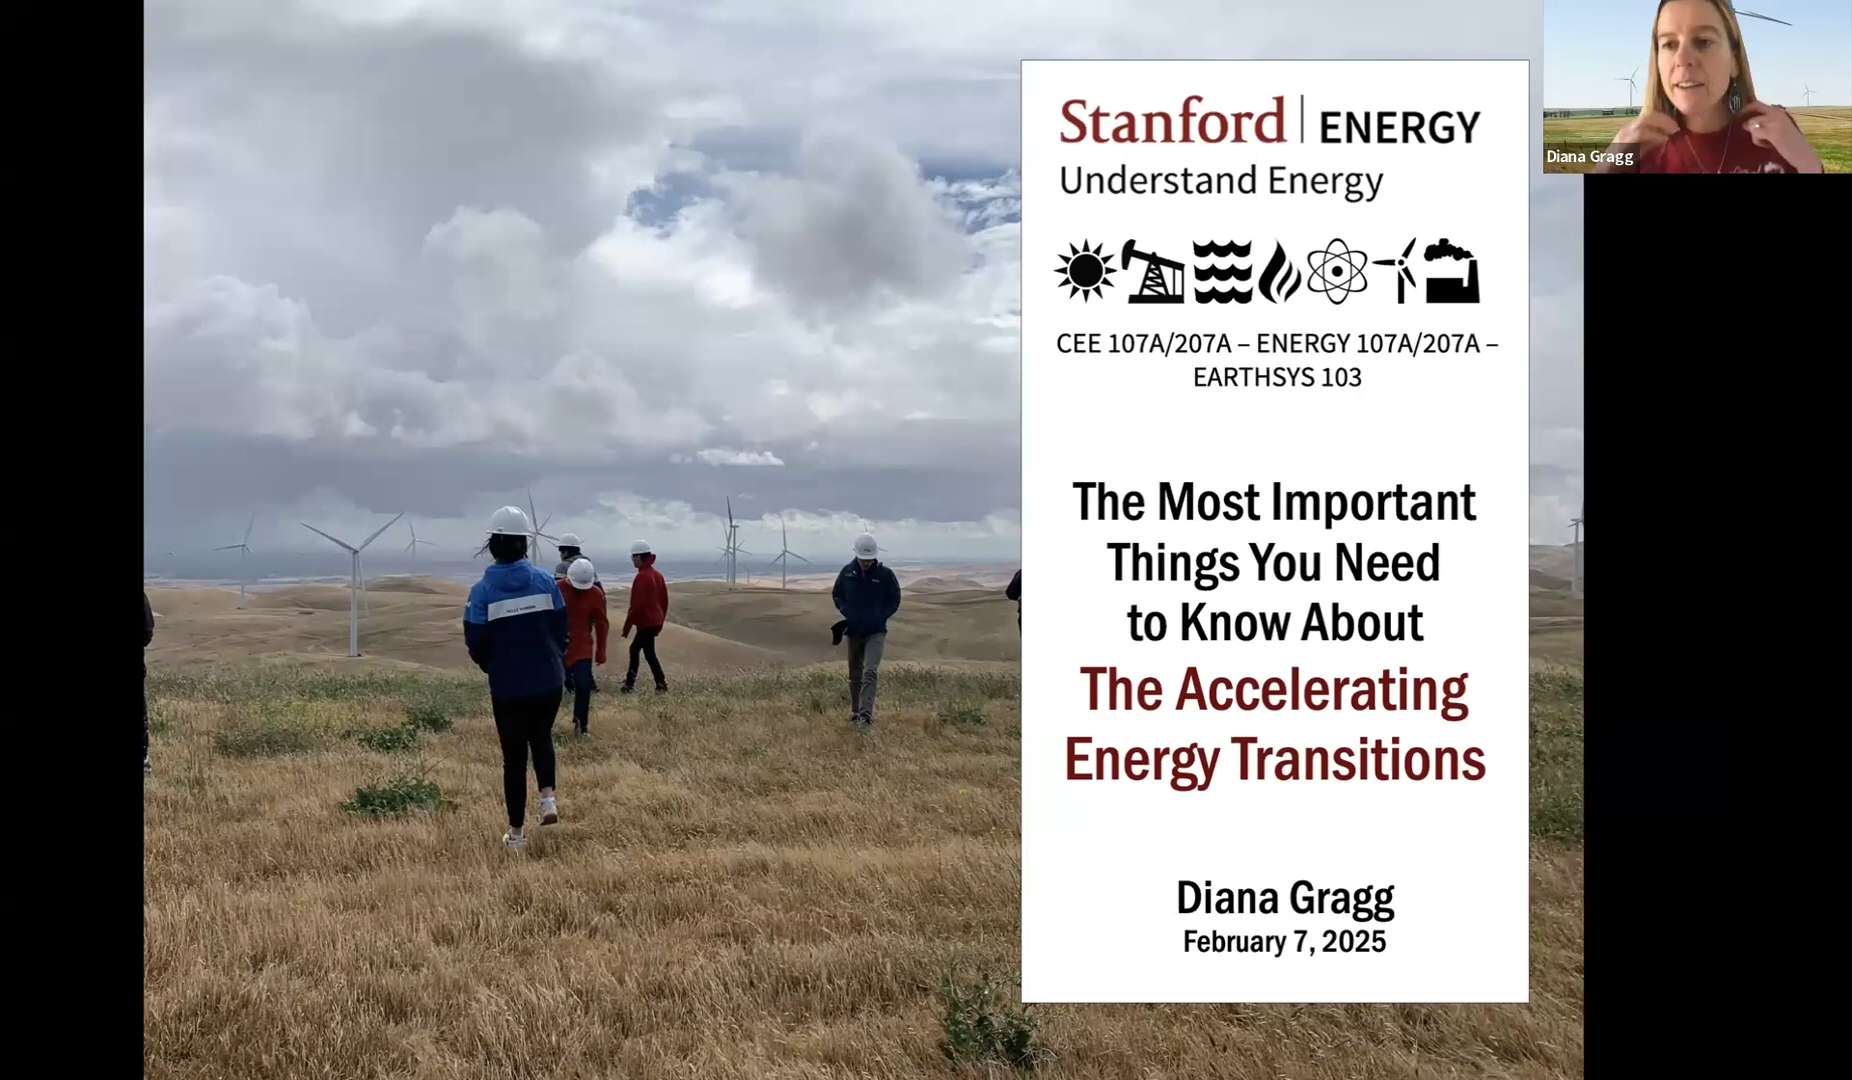 Stanford | ENERGY
Understand Energy
CEE 107A/207A – ENERGY 107A/207A –
EARTHSYS 103
The Most Important
Things You Need
to Know About
The Accelerating
Energy Transitions
Diana Gragg
February 7, 2025
Diana Gragg